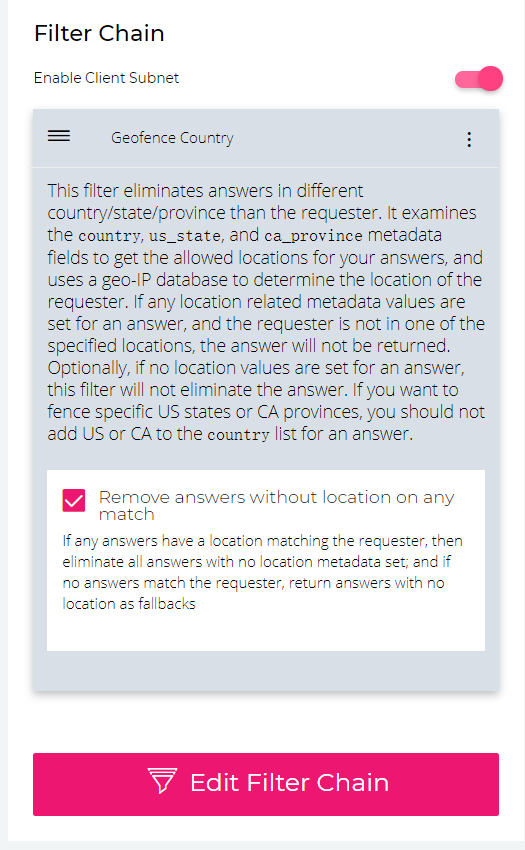 Filter Chain
Enable Client Subnet
Geofence Country
This filter eliminates answers in different
country/state/province than the requester. It examines
the country, us_state, and ca_province metadata
fields to get the allowed locations for your answers, and
uses a geo-IP database to determine the location of the
requester. If any location related metadata values are
set for an answer, and the requester is not in one of the
specified locations, the answer will not be returned.
Optionally, if no location values are set for an answer,
this filter will not eliminate the answer. If you want to
fence specific US states or CA provinces, you should not
add US or CA to the country list for an answer.
Remove answers without location on any
match
If any answers have a location matching the requester, then
eliminate all answers with no location metadata set; and if
no answers match the requester, return answers with no
location as fallbacks
Edit Filter Chain